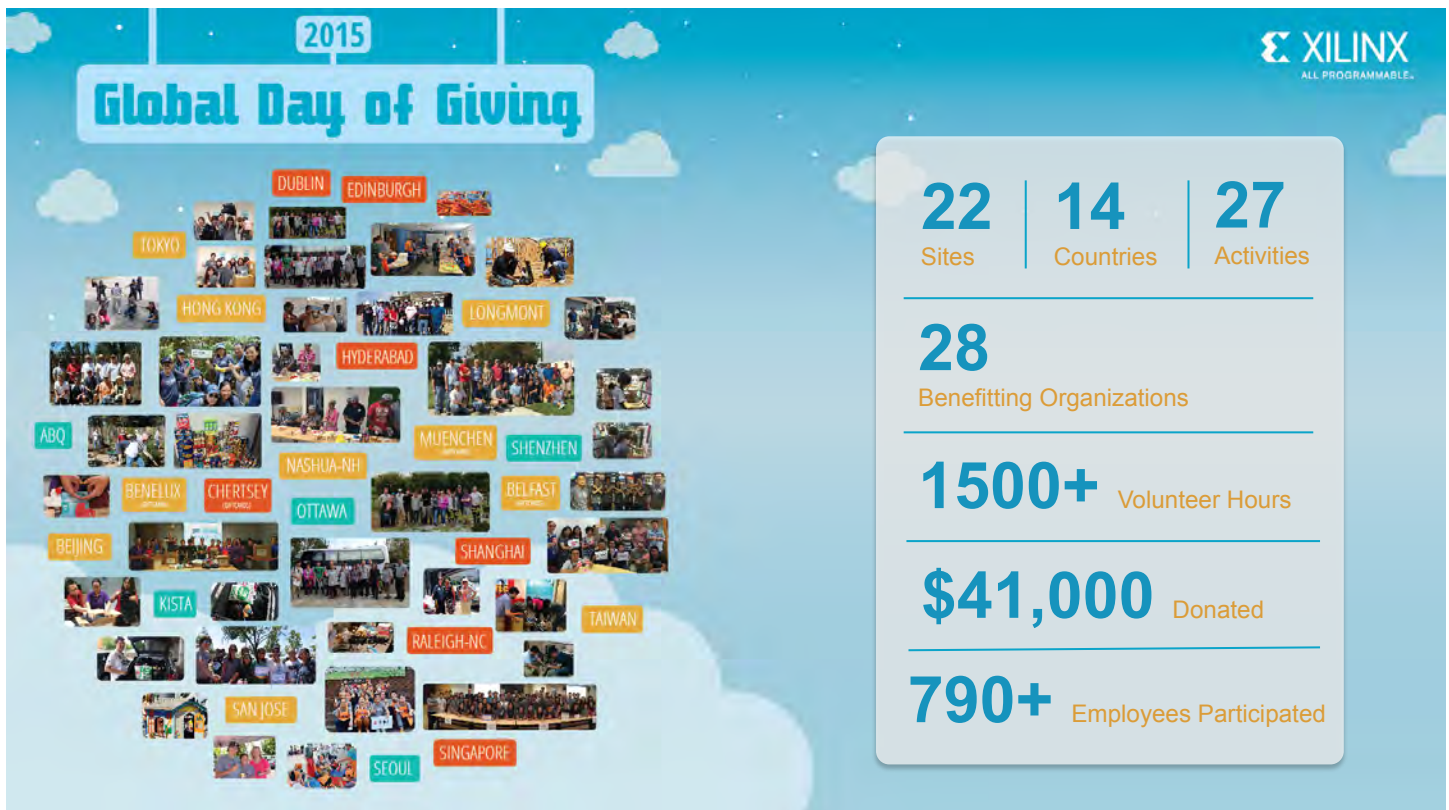 2015
Global Day of Giving
XILINX
ALL PROGRAMMABLE.
DUBLIN
EDINBURGH
TOKYO
HONG KONG
LONGMONT
HYDERABAD
ABQ
MUENCHEN
SHENZHEN
NASHUA-NH
BENELUX
CHERTSEY
BELFAST
OTTAWA
BEIJING
SHANGHAI
KISTA
TAIWAN
RALEIGH-NC
SAN JOSE
SINGAPORE
SEOUL
22
Sites
14
Countries
27
Activities
28
Benefitting Organizations
1500+ Volunteer Hours
$41,000 Donated
790+ Employees Participated